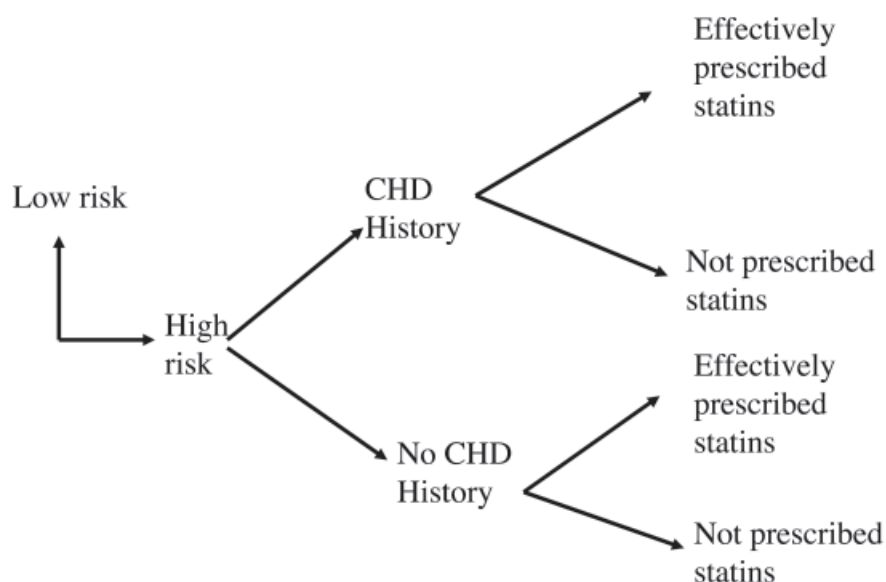 Effectively
prescribed
statins
Low risk
CHD
History
Not prescribed
statins
High
risk
Effectively
prescribed
statins
No CHD
History
Not prescribed
statins